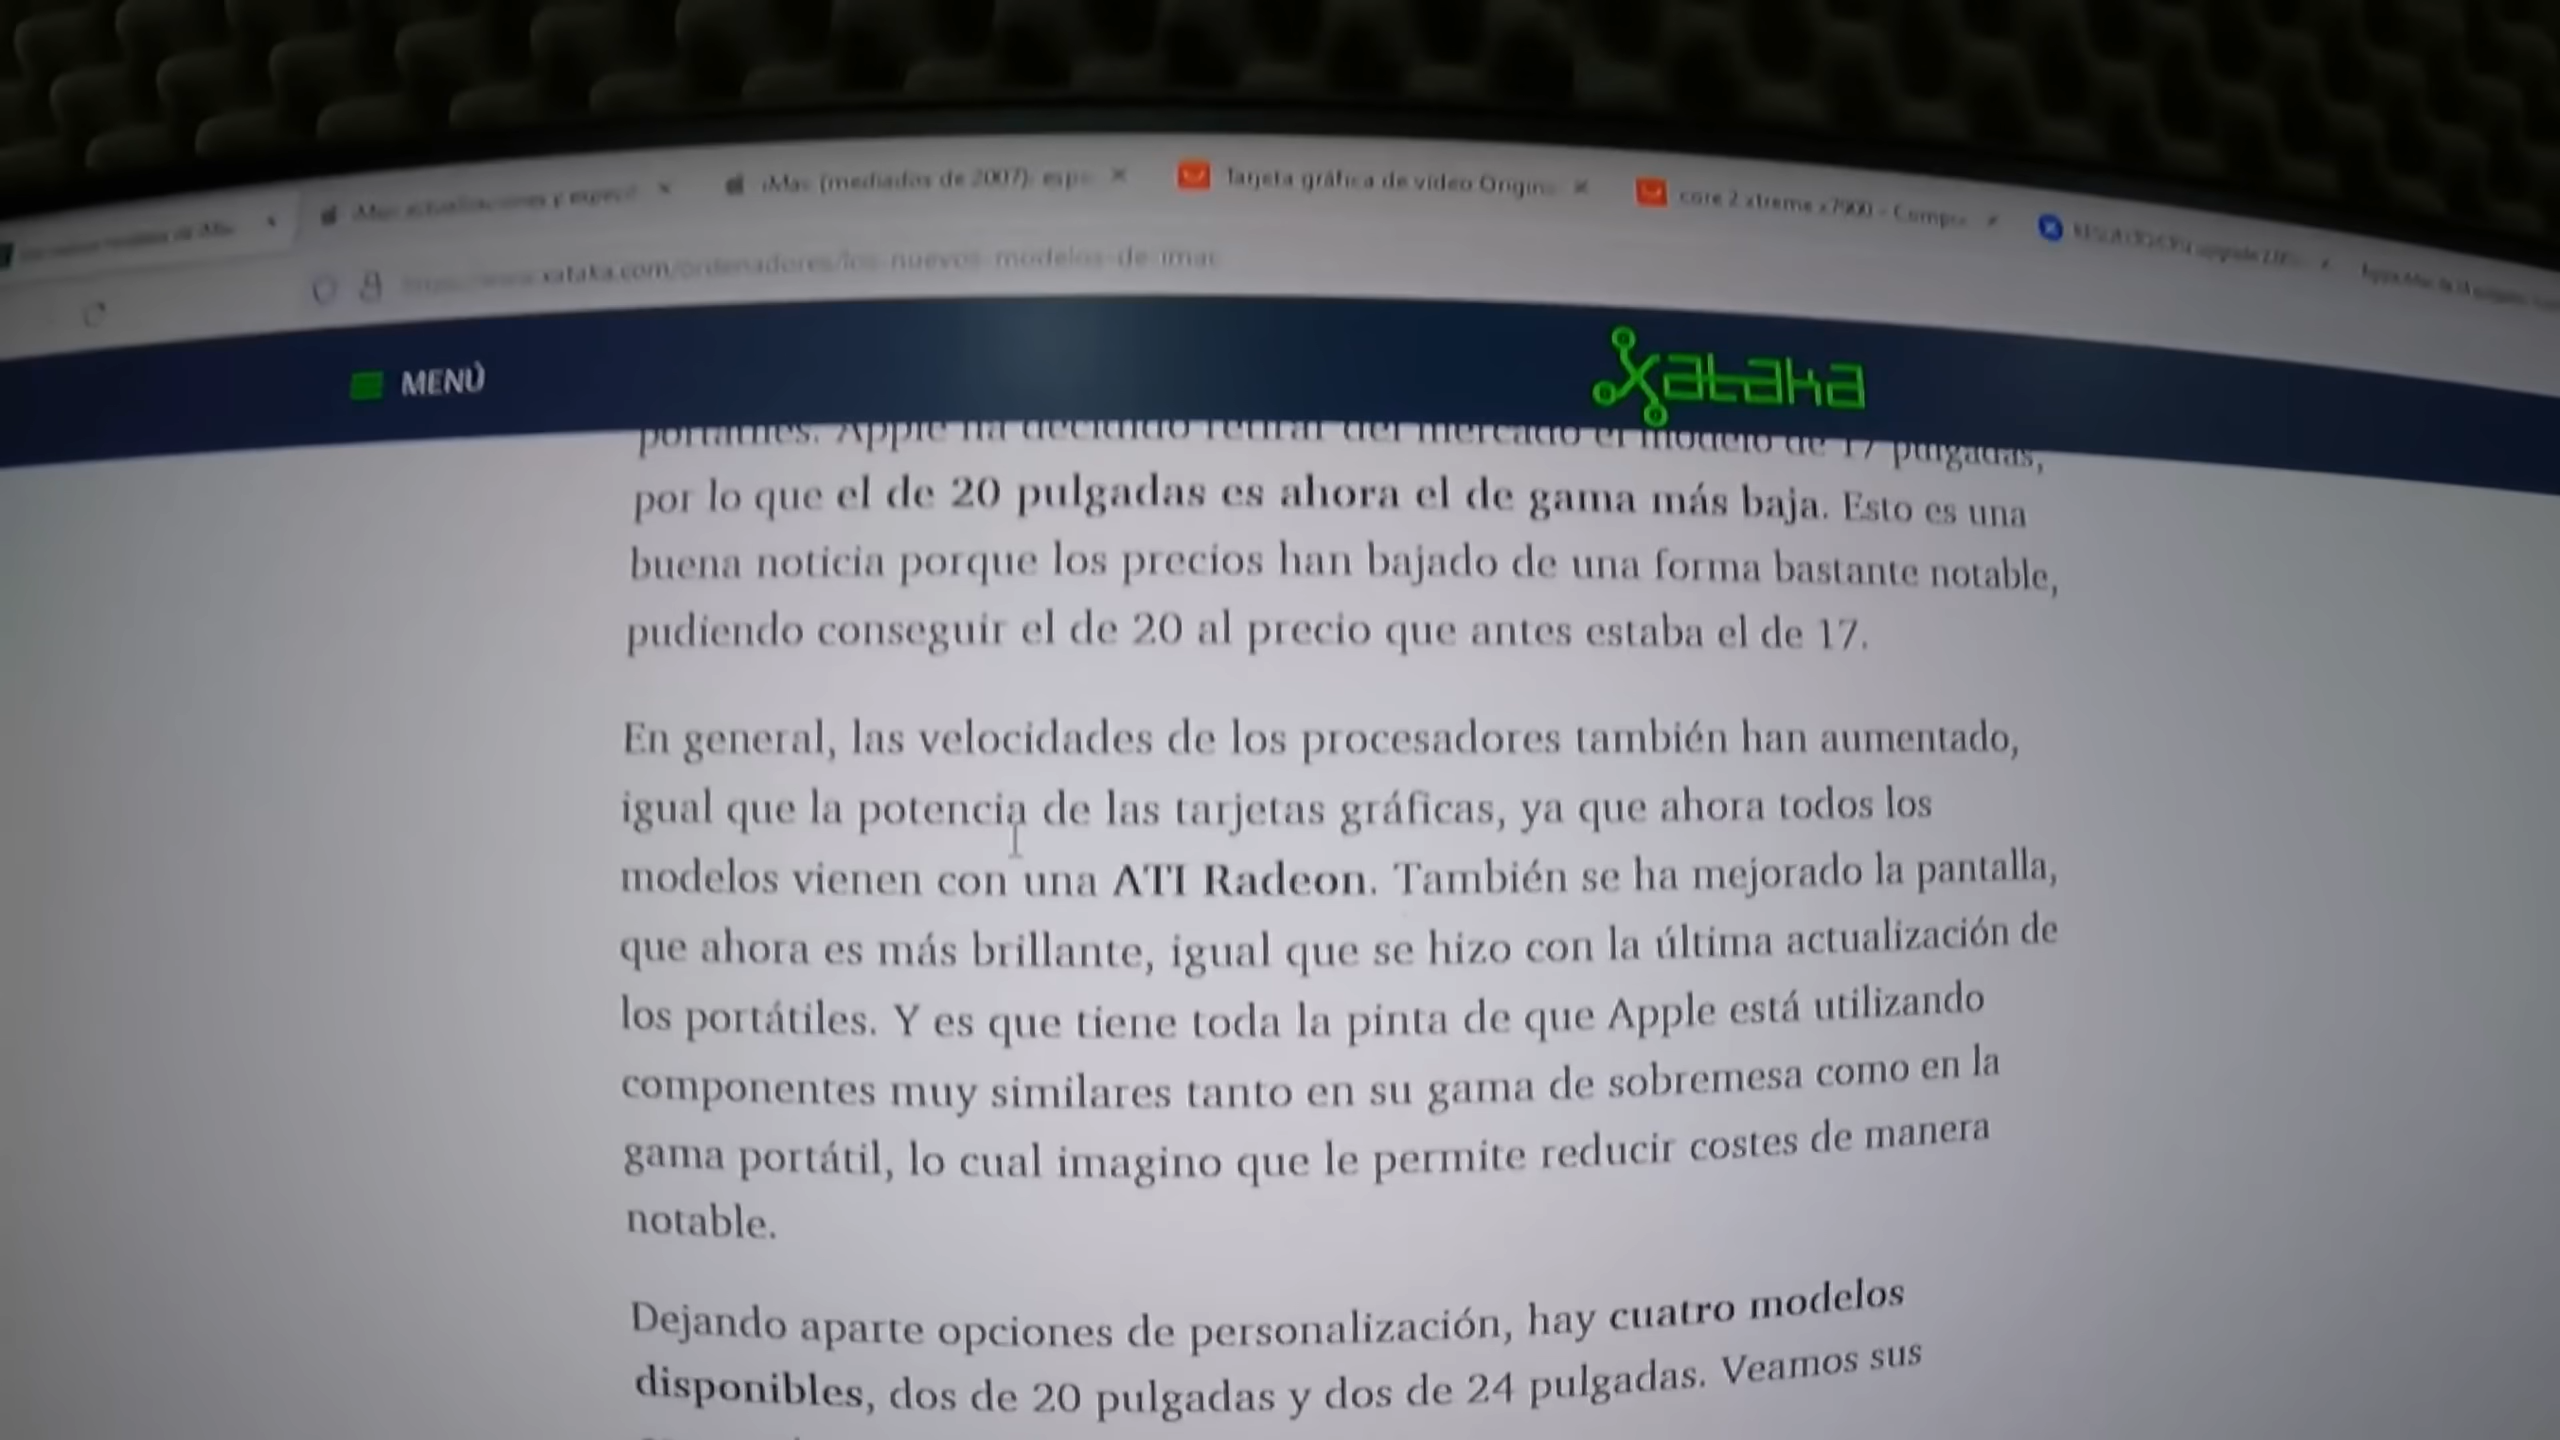 iMac (mediados de 2007): espe
Tarjeta gráfica de vídeo Origin
core 2 xtreme x7900 - Compr
xataka.com/ordenadores/los-nuevos-modelos-de-imac
MENÚ
xataka
portátiles. Apple ha decidido retirar del mercado el modelo de 17 pulgadas,
por lo que el de 20 pulgadas es ahora el de gama más baja. Esto es una
buena noticia porque los precios han bajado de una forma bastante notable,
pudiendo conseguir el de 20 al precio que antes estaba el de 17.
En general, las velocidades de los procesadores también han aumentado,
igual que la potencia de las tarjetas gráficas, ya que ahora todos los
modelos vienen con una ATI Radeon. También se ha mejorado la pantalla,
que ahora es más brillante, igual que se hizo con la última actualización de
los portátiles. Y es que tiene toda la pinta de que Apple está utilizando
componentes muy similares tanto en su gama de sobremesa como en la
gama portátil, lo cual imagino que le permite reducir costes de manera
notable.
Dejando aparte opciones de personalización, hay cuatro modelos
disponibles, dos de 20 pulgadas y dos de 24 pulgadas. Veamos sus